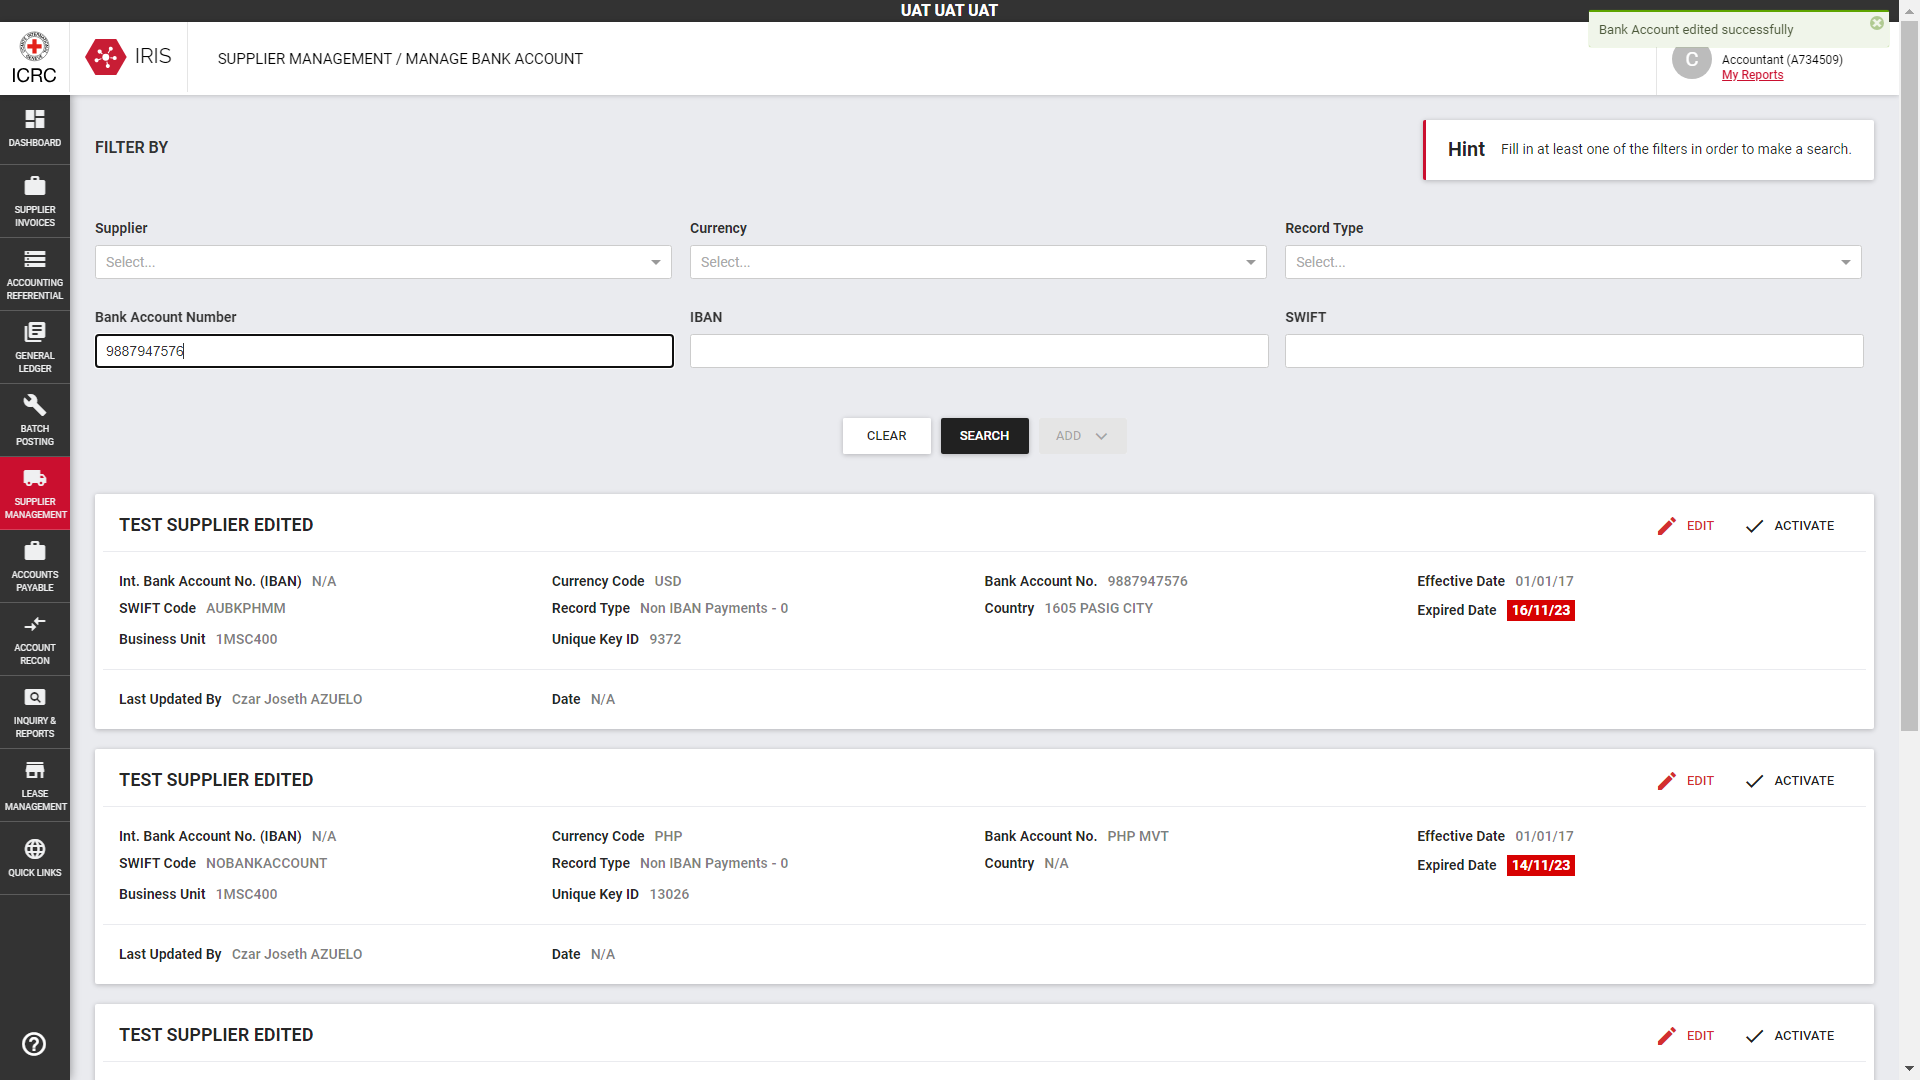 UAT UAT UAT
Bank Account edited successfully
ICRC
IRIS
SUPPLIER MANAGEMENT / MANAGE BANK ACCOUNT
C
Accountant (A734509)
My Reports
DASHBOARD
SUPPLIER
INVOICES
ACCOUNTING
REFERENTIAL
GENERAL
LEDGER
BATCH
POSTING
SUPPLIER
MANAGEMENT
ACCOUNTS
PAYABLE
ACCOUNT
RECON
INQUIRY &
REPORTS
LEASE
MANAGEMENT
QUICK LINKS
FILTER BY
Hint Fill in at least one of the filters in order to make a search.
Supplier Currency Record Type
Select... Select... Select...
Bank Account Number IBAN SWIFT
9887947576
CLEAR SEARCH ADD
TEST SUPPLIER EDITED EDIT ACTIVATE
Int. Bank Account No. (IBAN) N/A Currency Code USD Bank Account No. 9887947576 Effective Date 01/01/17
SWIFT Code AUBKPHMM Record Type Non IBAN Payments - 0 Country 1605 PASIG CITY Expired Date 16/11/23
Business Unit 1MSC400 Unique Key ID 9372
Last Updated By Czar Joseth AZUELO Date N/A
TEST SUPPLIER EDITED EDIT ACTIVATE
Int. Bank Account No. (IBAN) N/A Currency Code PHP Bank Account No. PHP MVT Effective Date 01/01/17
SWIFT Code NOBANKACCOUNT Record Type Non IBAN Payments - 0 Country N/A Expired Date 14/11/23
Business Unit 1MSC400 Unique Key ID 13026
Last Updated By Czar Joseth AZUELO Date N/A
TEST SUPPLIER EDITED EDIT ACTIVATE